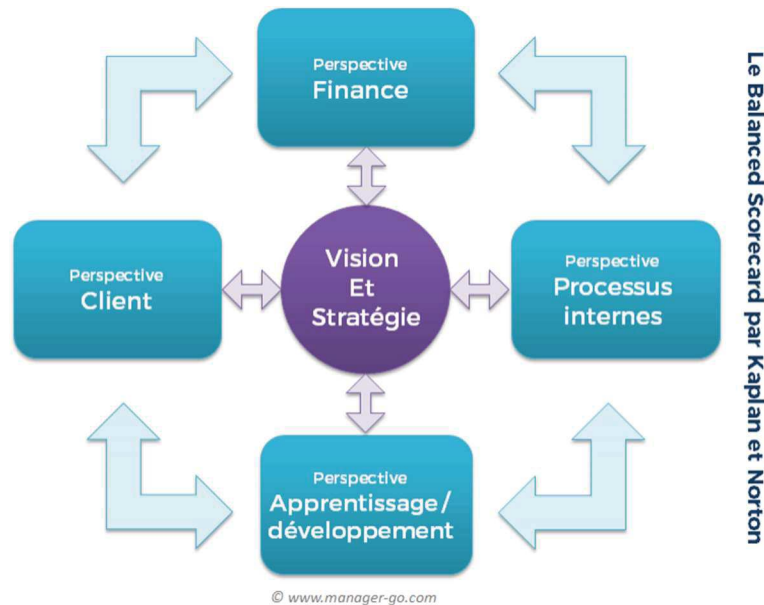 Perspective
Finance
Perspective
Client
Vision
Et
Stratégie
Perspective
Processus
internes
Perspective
Apprentissage/
développement
Le Balanced Scorecard par Kaplan et Norton
© www.manager-go.com